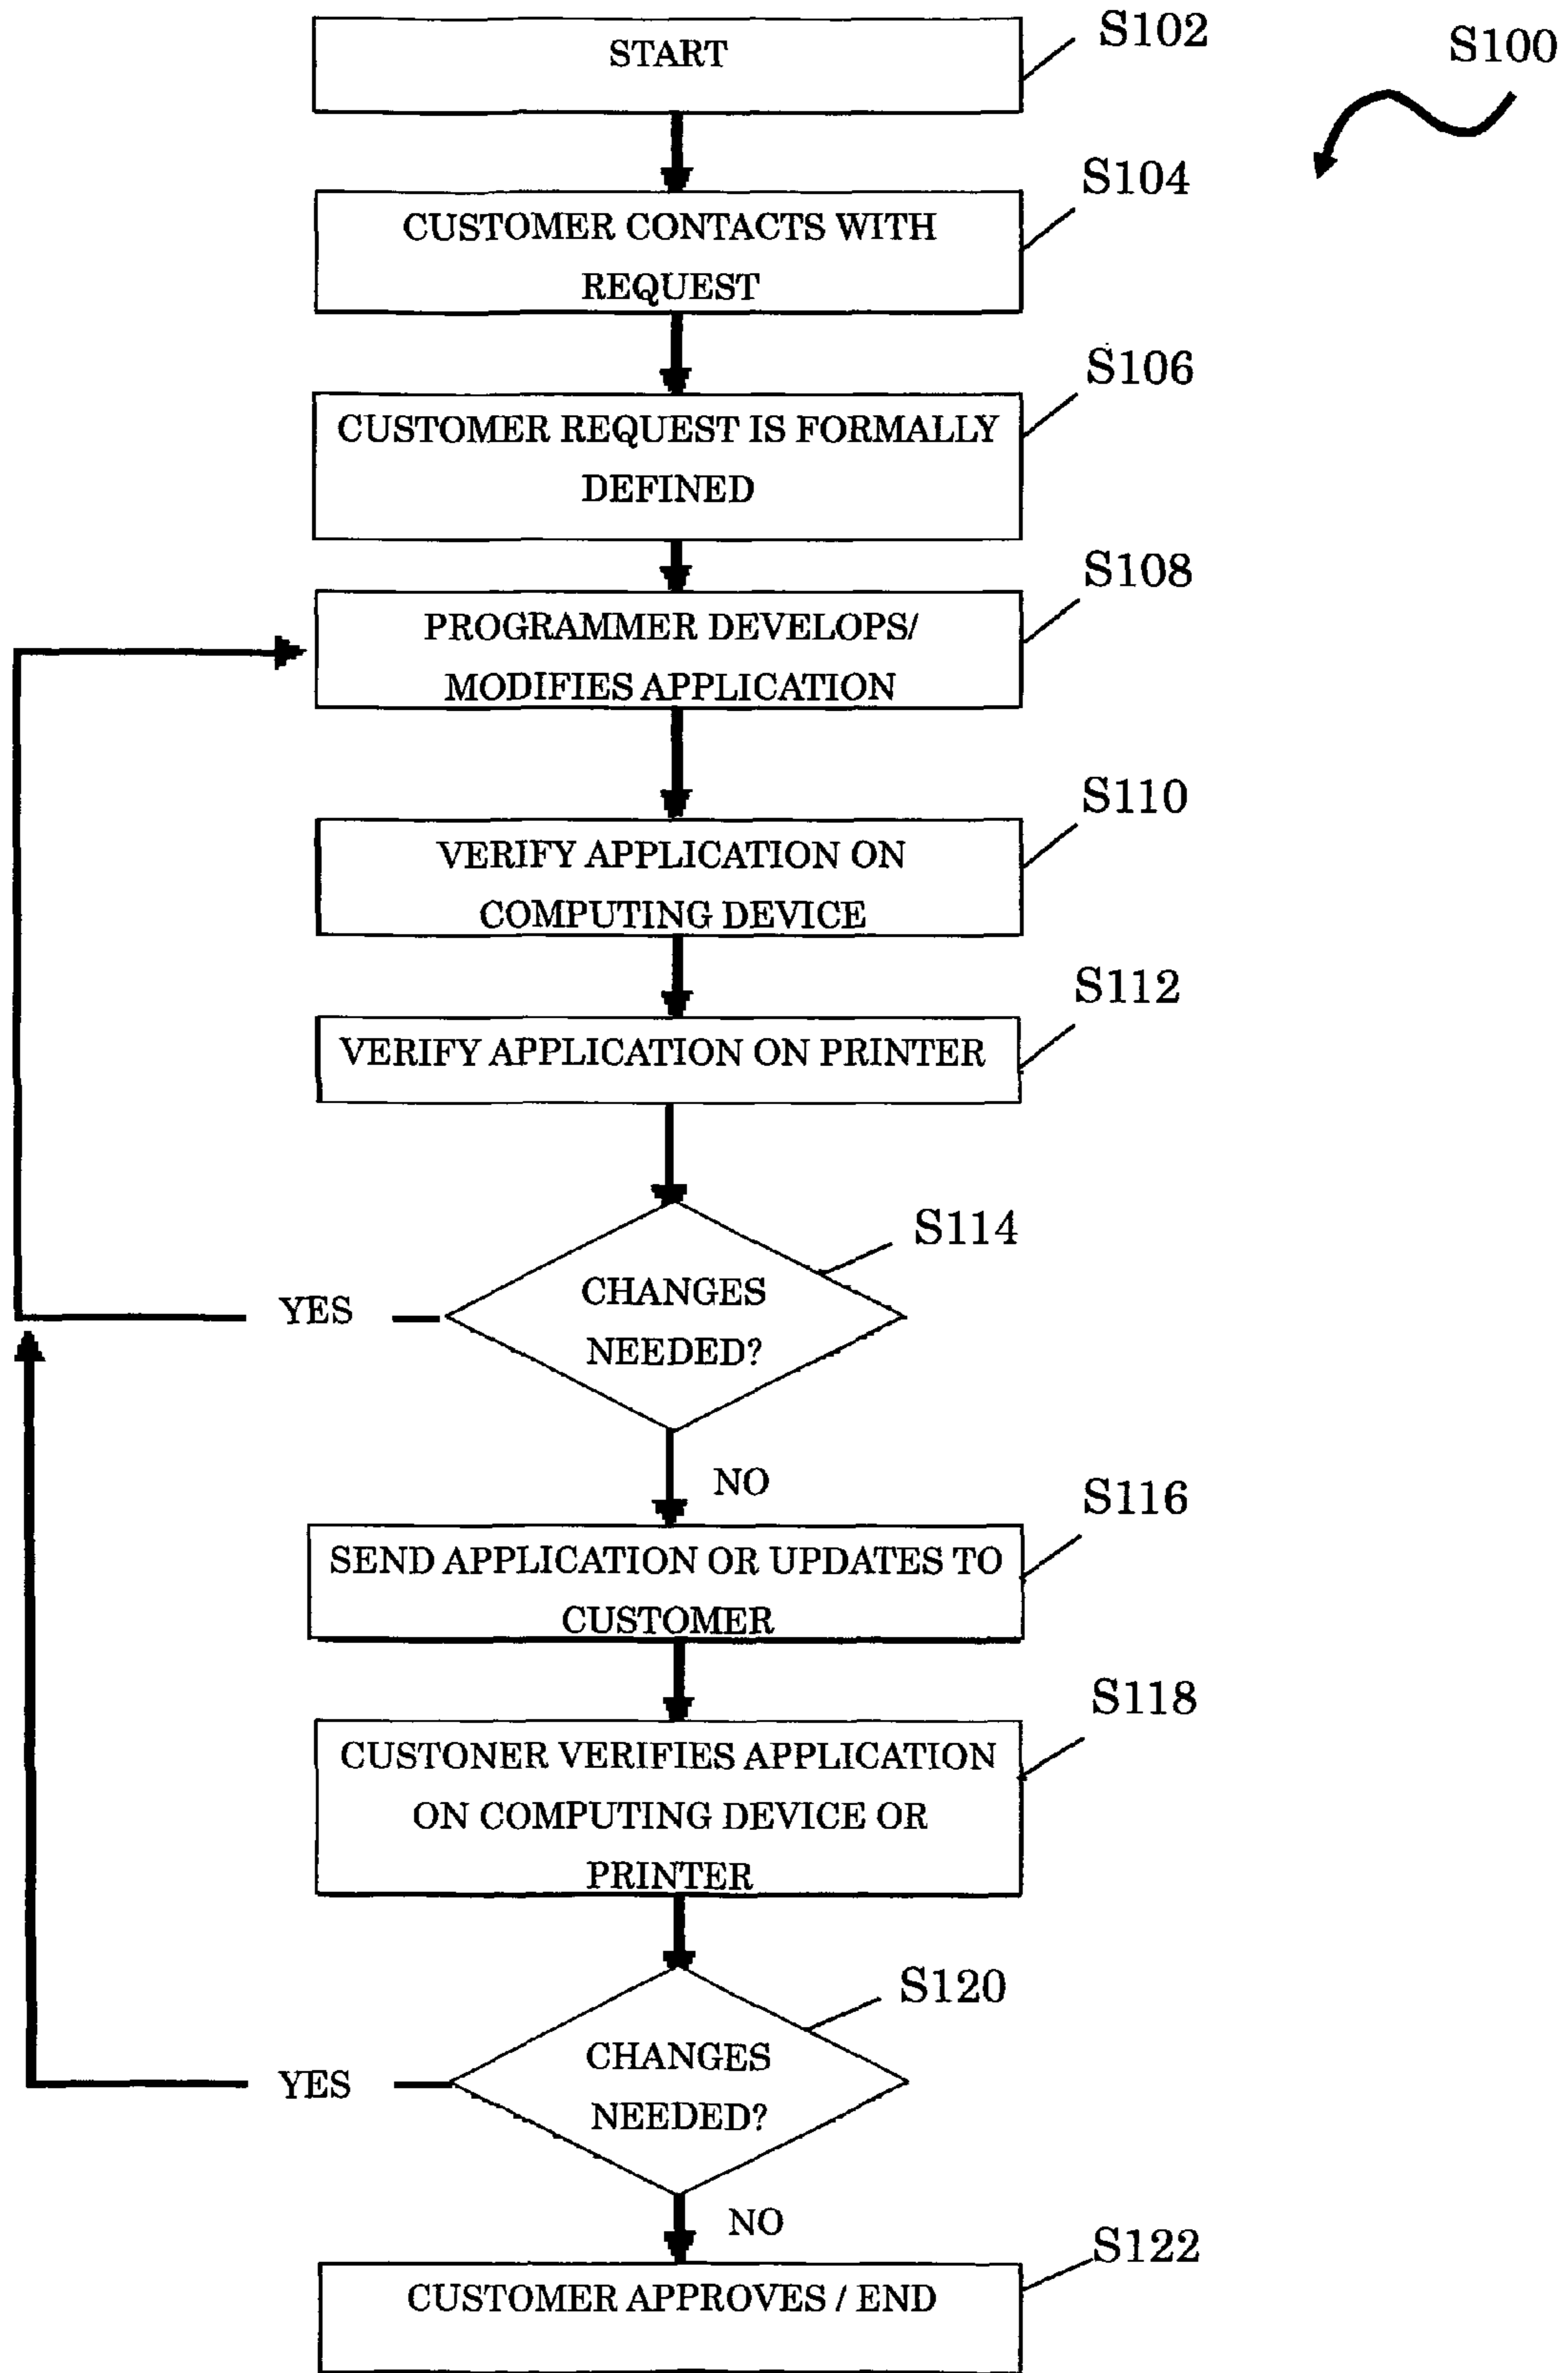 START
S102
S100
S104
CUSTOMER CONTACTS WITH
REQUEST
S106
CUSTOMER REQUEST IS FORMALLY
DEFINED
S108
PROGRAMMER DEVELOPS/
MODIFIES APPLICATION
S110
VERIFY APPLICATION ON
COMPUTING DEVICE
S112
VERIFY APPLICATION ON PRINTER
S114
CHANGES
NEEDED?
YES
NO
S116
SEND APPLICATION OR UPDATES TO
CUSTOMER
S118
CUSTONER VERIFIES APPLICATION
ON COMPUTING DEVICE OR
PRINTER
S120
CHANGES
NEEDED?
YES
NO
S122
CUSTOMER APPROVES / END